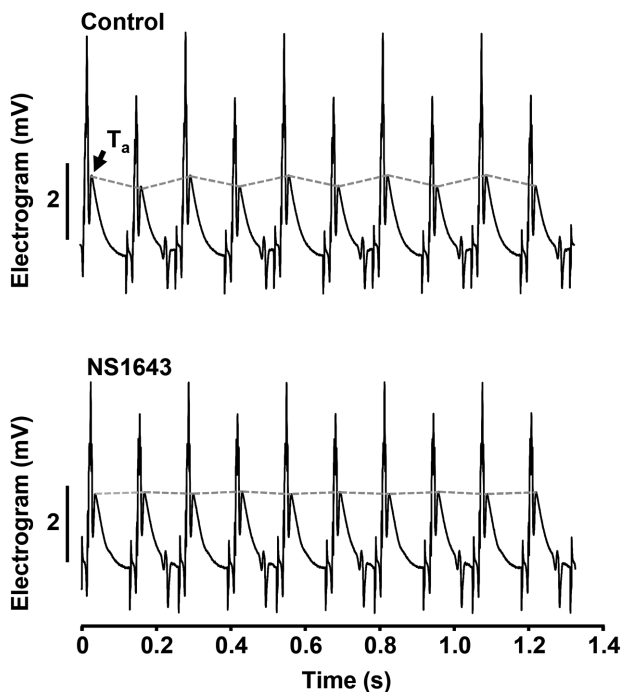 Control
Electrogram (mV)
2
Ta
NS1643
Electrogram (mV)
2
0 0.2 0.4 0.6 0.8 1.0 1.2 1.4
Time (s)